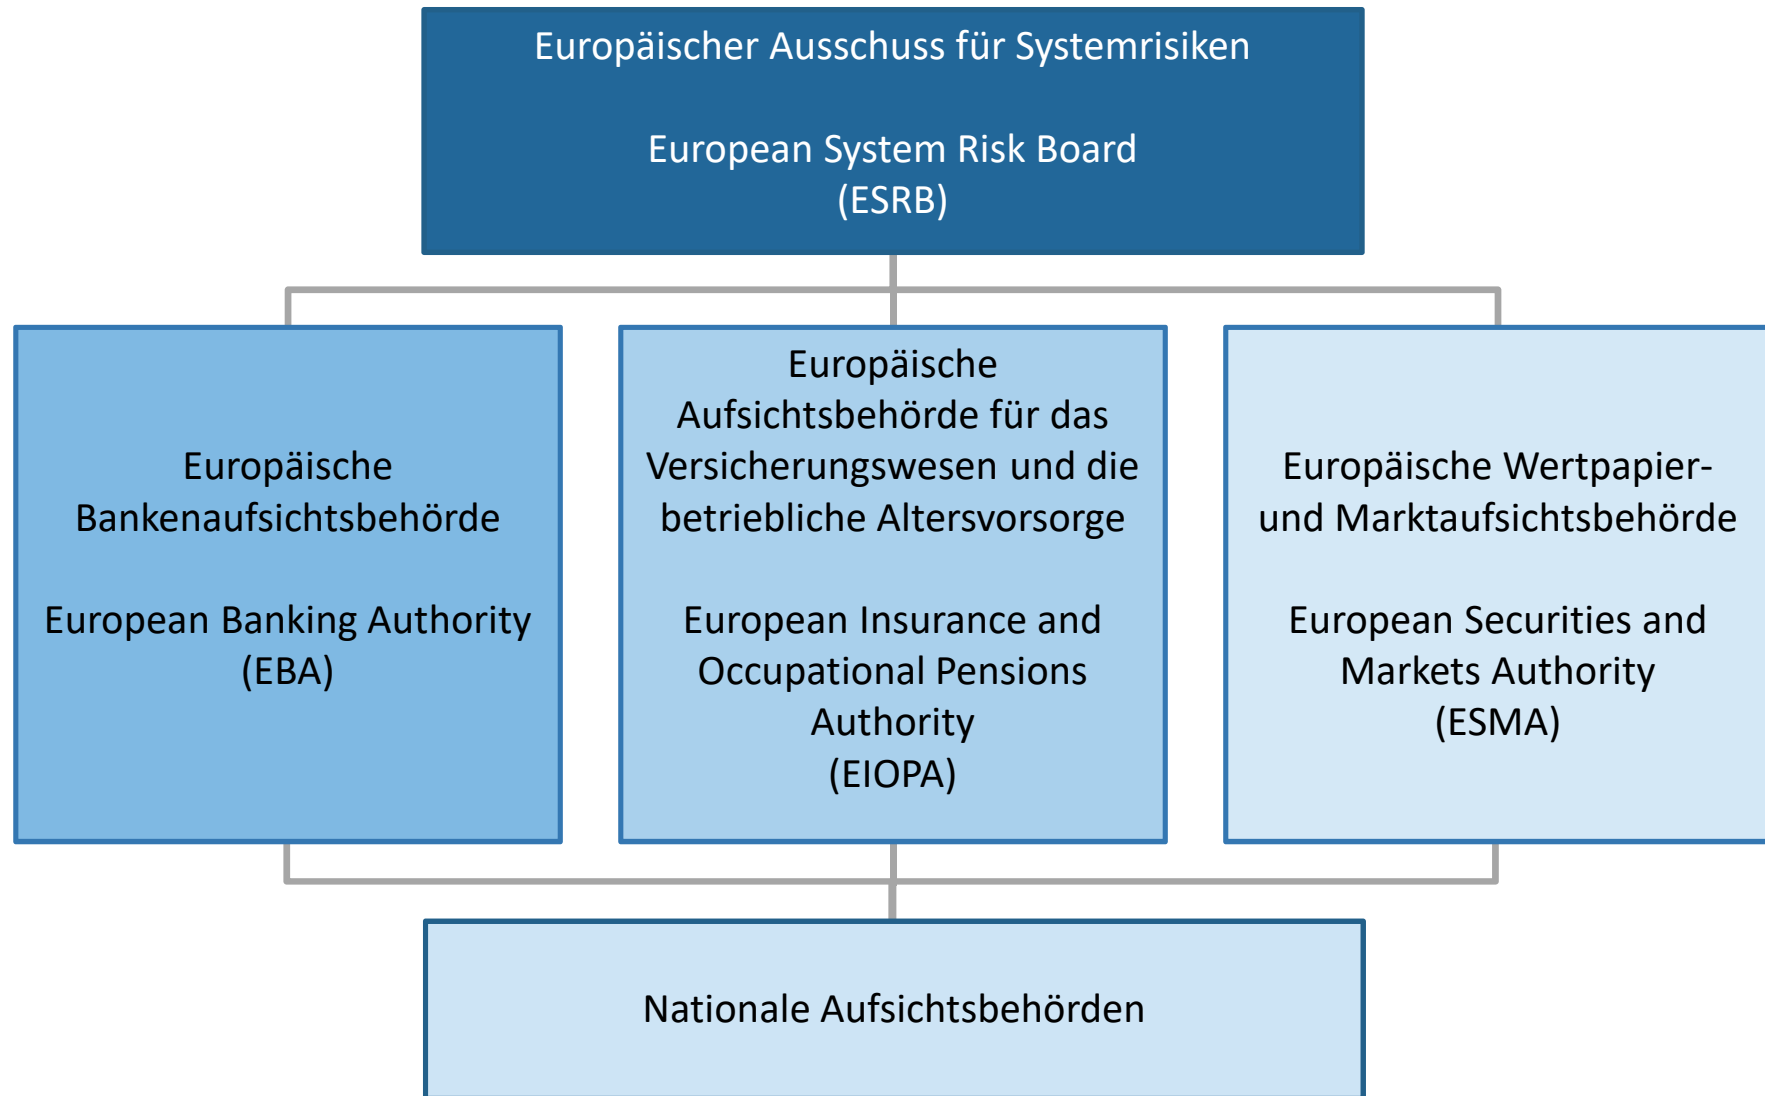 Europäischer Ausschuss für Systemrisiken
European System Risk Board
(ESRB)
Europäische
Bankenaufsichtsbehörde
European Banking Authority
(EBA)
Europäische
Aufsichtsbehörde für das
Versicherungswesen und die
betriebliche Altersvorsorge
European Insurance and
Occupational Pensions
Authority
(EIOPA)
Europäische Wertpapier-
und Marktaufsichtsbehörde
European Securities and
Markets Authority
(ESMA)
Nationale Aufsichtsbehörden